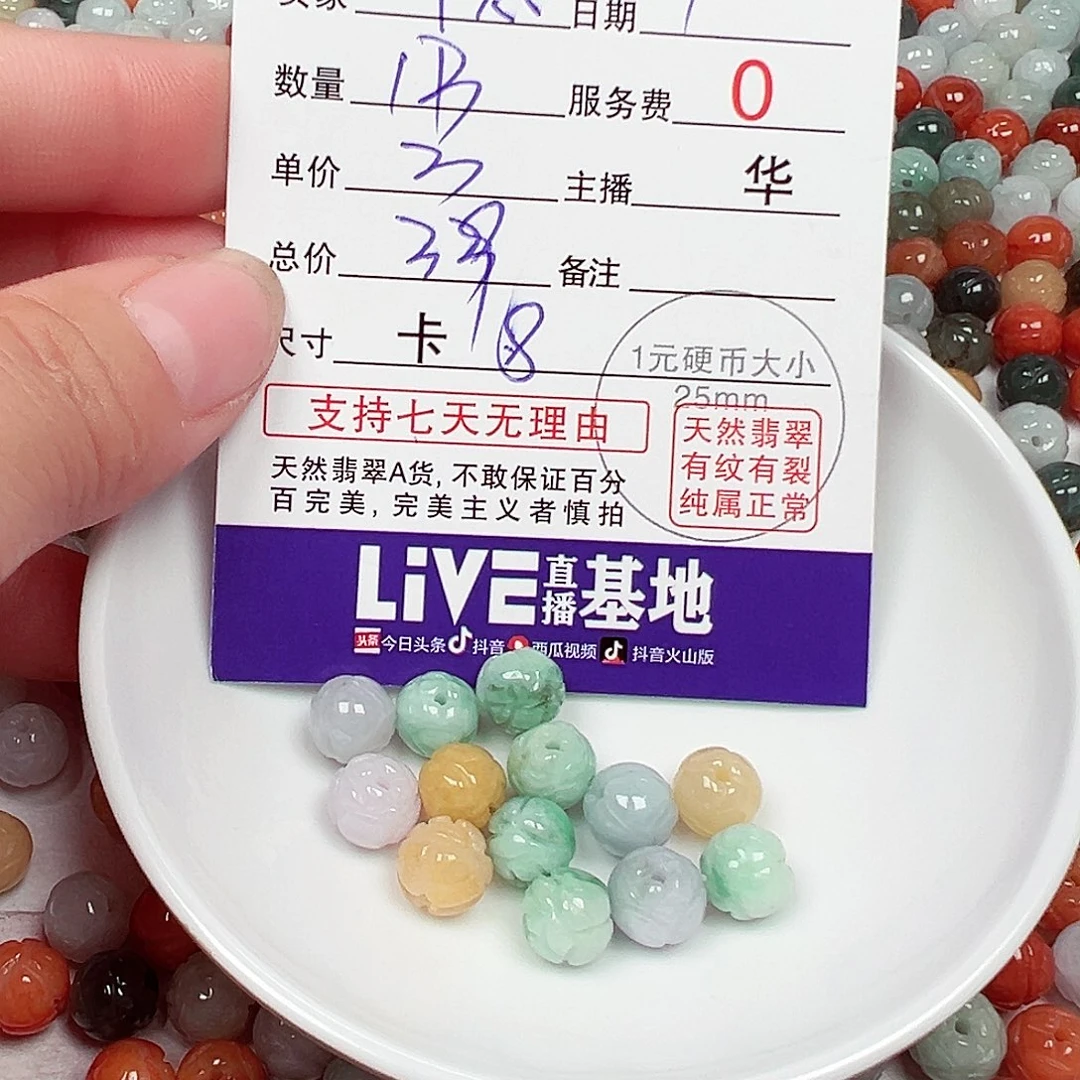 日期
数量 服务费 0
单价 主播 华
总价 备注
尺寸 卡 8
1元硬币大小
25mm
支持七天无理由
天然翡翠
有纹有裂
纯属正常
天然翡翠A货,不敢保证百分
百完美,完美主义者慎拍
LiVE直播基地
头条 今日头条 抖音 西瓜视频 抖音火山版